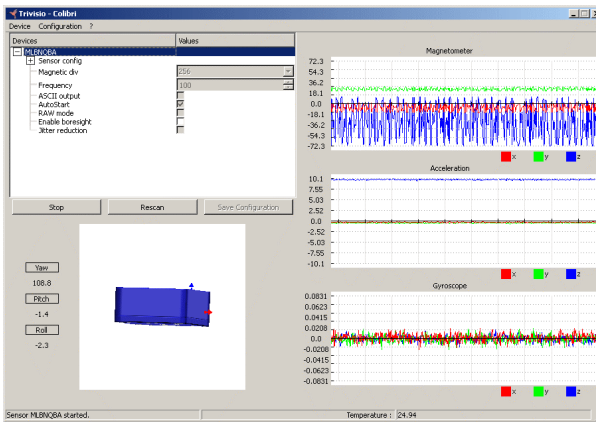 Trivisio - Colibri
Device Configuration ?
Devices Values
MLBNQBA
Sensor config
Magnetic div 256
Frequency 100
ASCII output
AutoStart
RAW mode
Enable boresight
Jitter reduction
Stop Rescan Save Configuration
Yaw
108.8
Pitch
-1.4
Roll
-2.3
Magnetometer
72.3
54.3
36.2
18.1
0.0
-18.1
-36.2
-54.3
-72.3
x y z
Acceleration
10.1
7.55
5.03
2.52
0.0
-2.52
-5.03
-7.55
-10.1
x y z
Gyroscope
0.0831
0.0623
0.0415
0.0208
0.0
-0.0208
-0.0415
-0.0623
-0.0831
x y z
Sensor MLBNQBA started. Temperature : 24.94